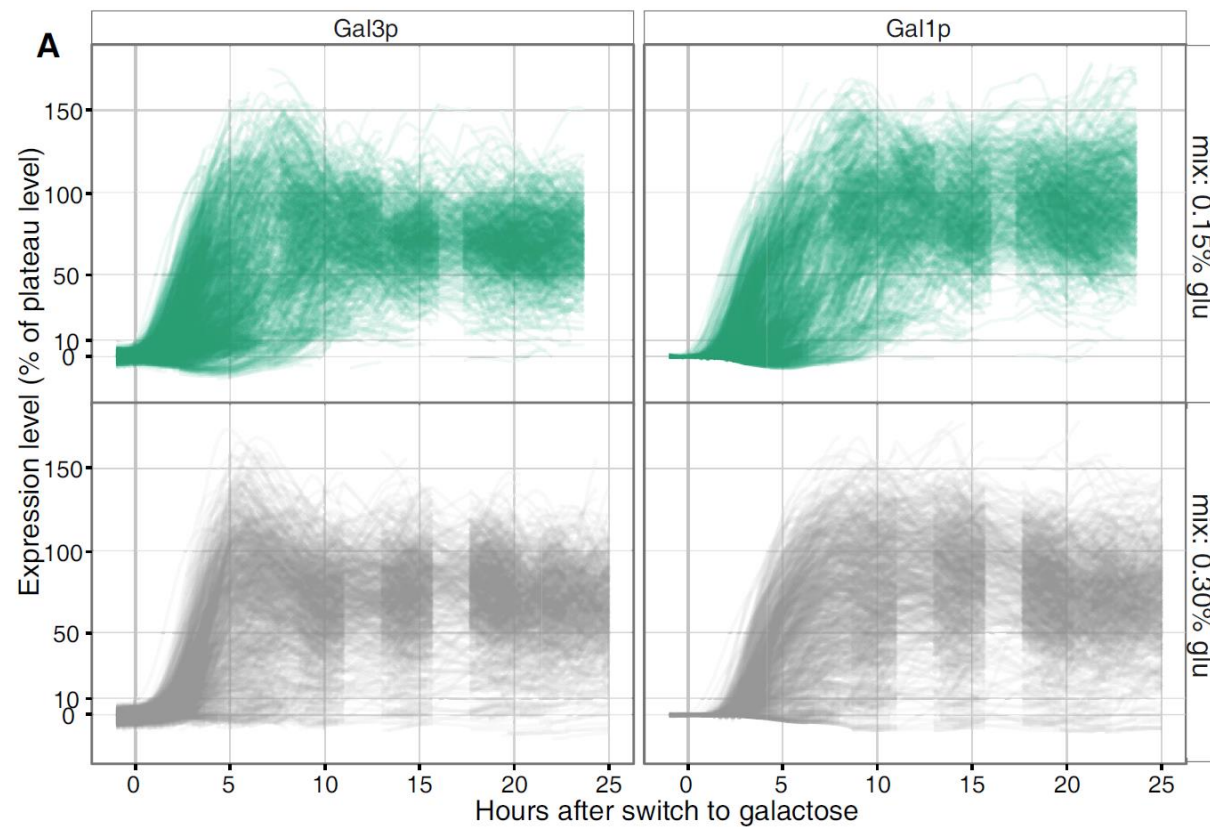 A
Gal3p
Gal1p
Expression level (% of plateau level)
150
100
50
10
0
mix: 0.15% glu
150
100
50
10
0
mix: 0.30% glu
0 5 10 15 20 25
0 5 10 15 20 25
Hours after switch to galactose